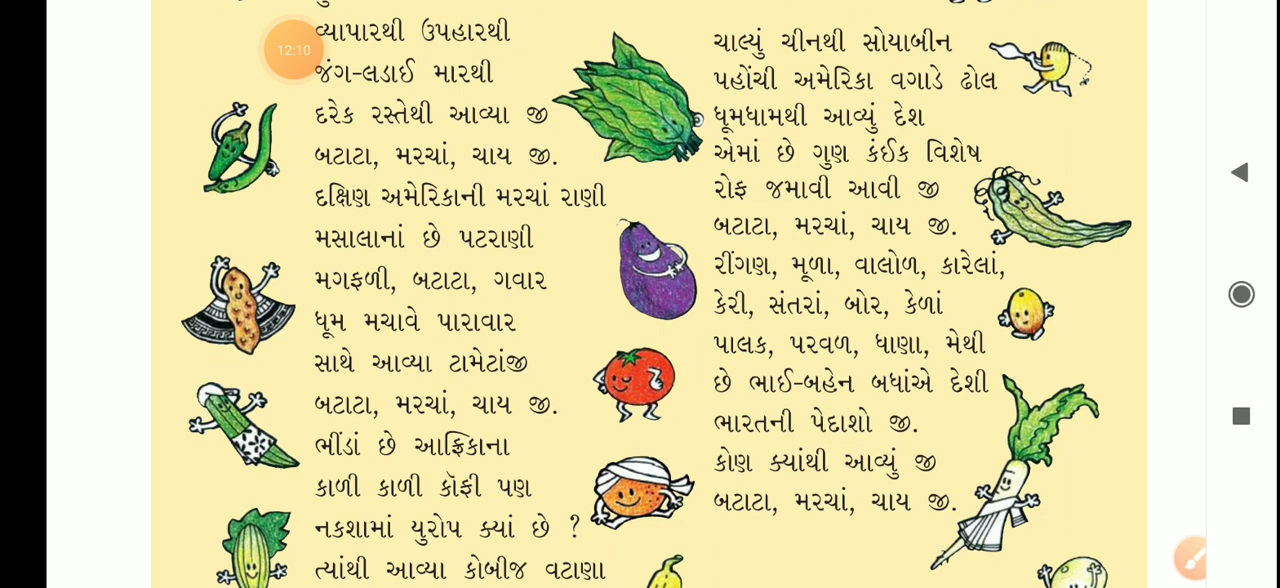 વ્યાપારથી ઉપહારથી
જંગ-લડાઈ મારથી
દરેક રસ્તેથી આવ્યા જી
બટાટા, મરચાં, ચાય જી.
દક્ષિણ અમેરિકાની મરચાં રાણી
મસાલાનાં છે પટરાણી
મગફળી, બટાટા, ગવાર
ધૂમ મચાવે પારાવાર
સાથે આવ્યા ટામેટાંજી
બટાટા, મરચાં, ચાય જી.
ભીંડાં છે આફ્રિકાના
કાળી કાળી કૉફી પણ
નકશામાં યુરોપ ક્યાં છે ?
ત્યાંથી આવ્યા કોબીજ વટાણા
ચાલ્યું ચીનથી સોયાબીન
પહોંચી અમેરિકા વગાડે ઢોલ
ધૂમધામથી આવ્યું દેશ
એમાં છે ગુણ કંઈક વિશેષ
રોફ જમાવી આવી જી
બટાટા, મરચાં, ચાય જી.
રીંગણ, મૂળા, વાલોળ, કારેલાં,
કેરી, સંતરાં, બોર, કેળાં
પાલક, પરવળ, ધાણા, મેથી
છે ભાઈ-બહેન બધાંએ દેશી
ભારતની પેદાશો જી.
કોણ ક્યાંથી આવ્યું જી
બટાટા, મરચાં, ચાય જી.
12:10